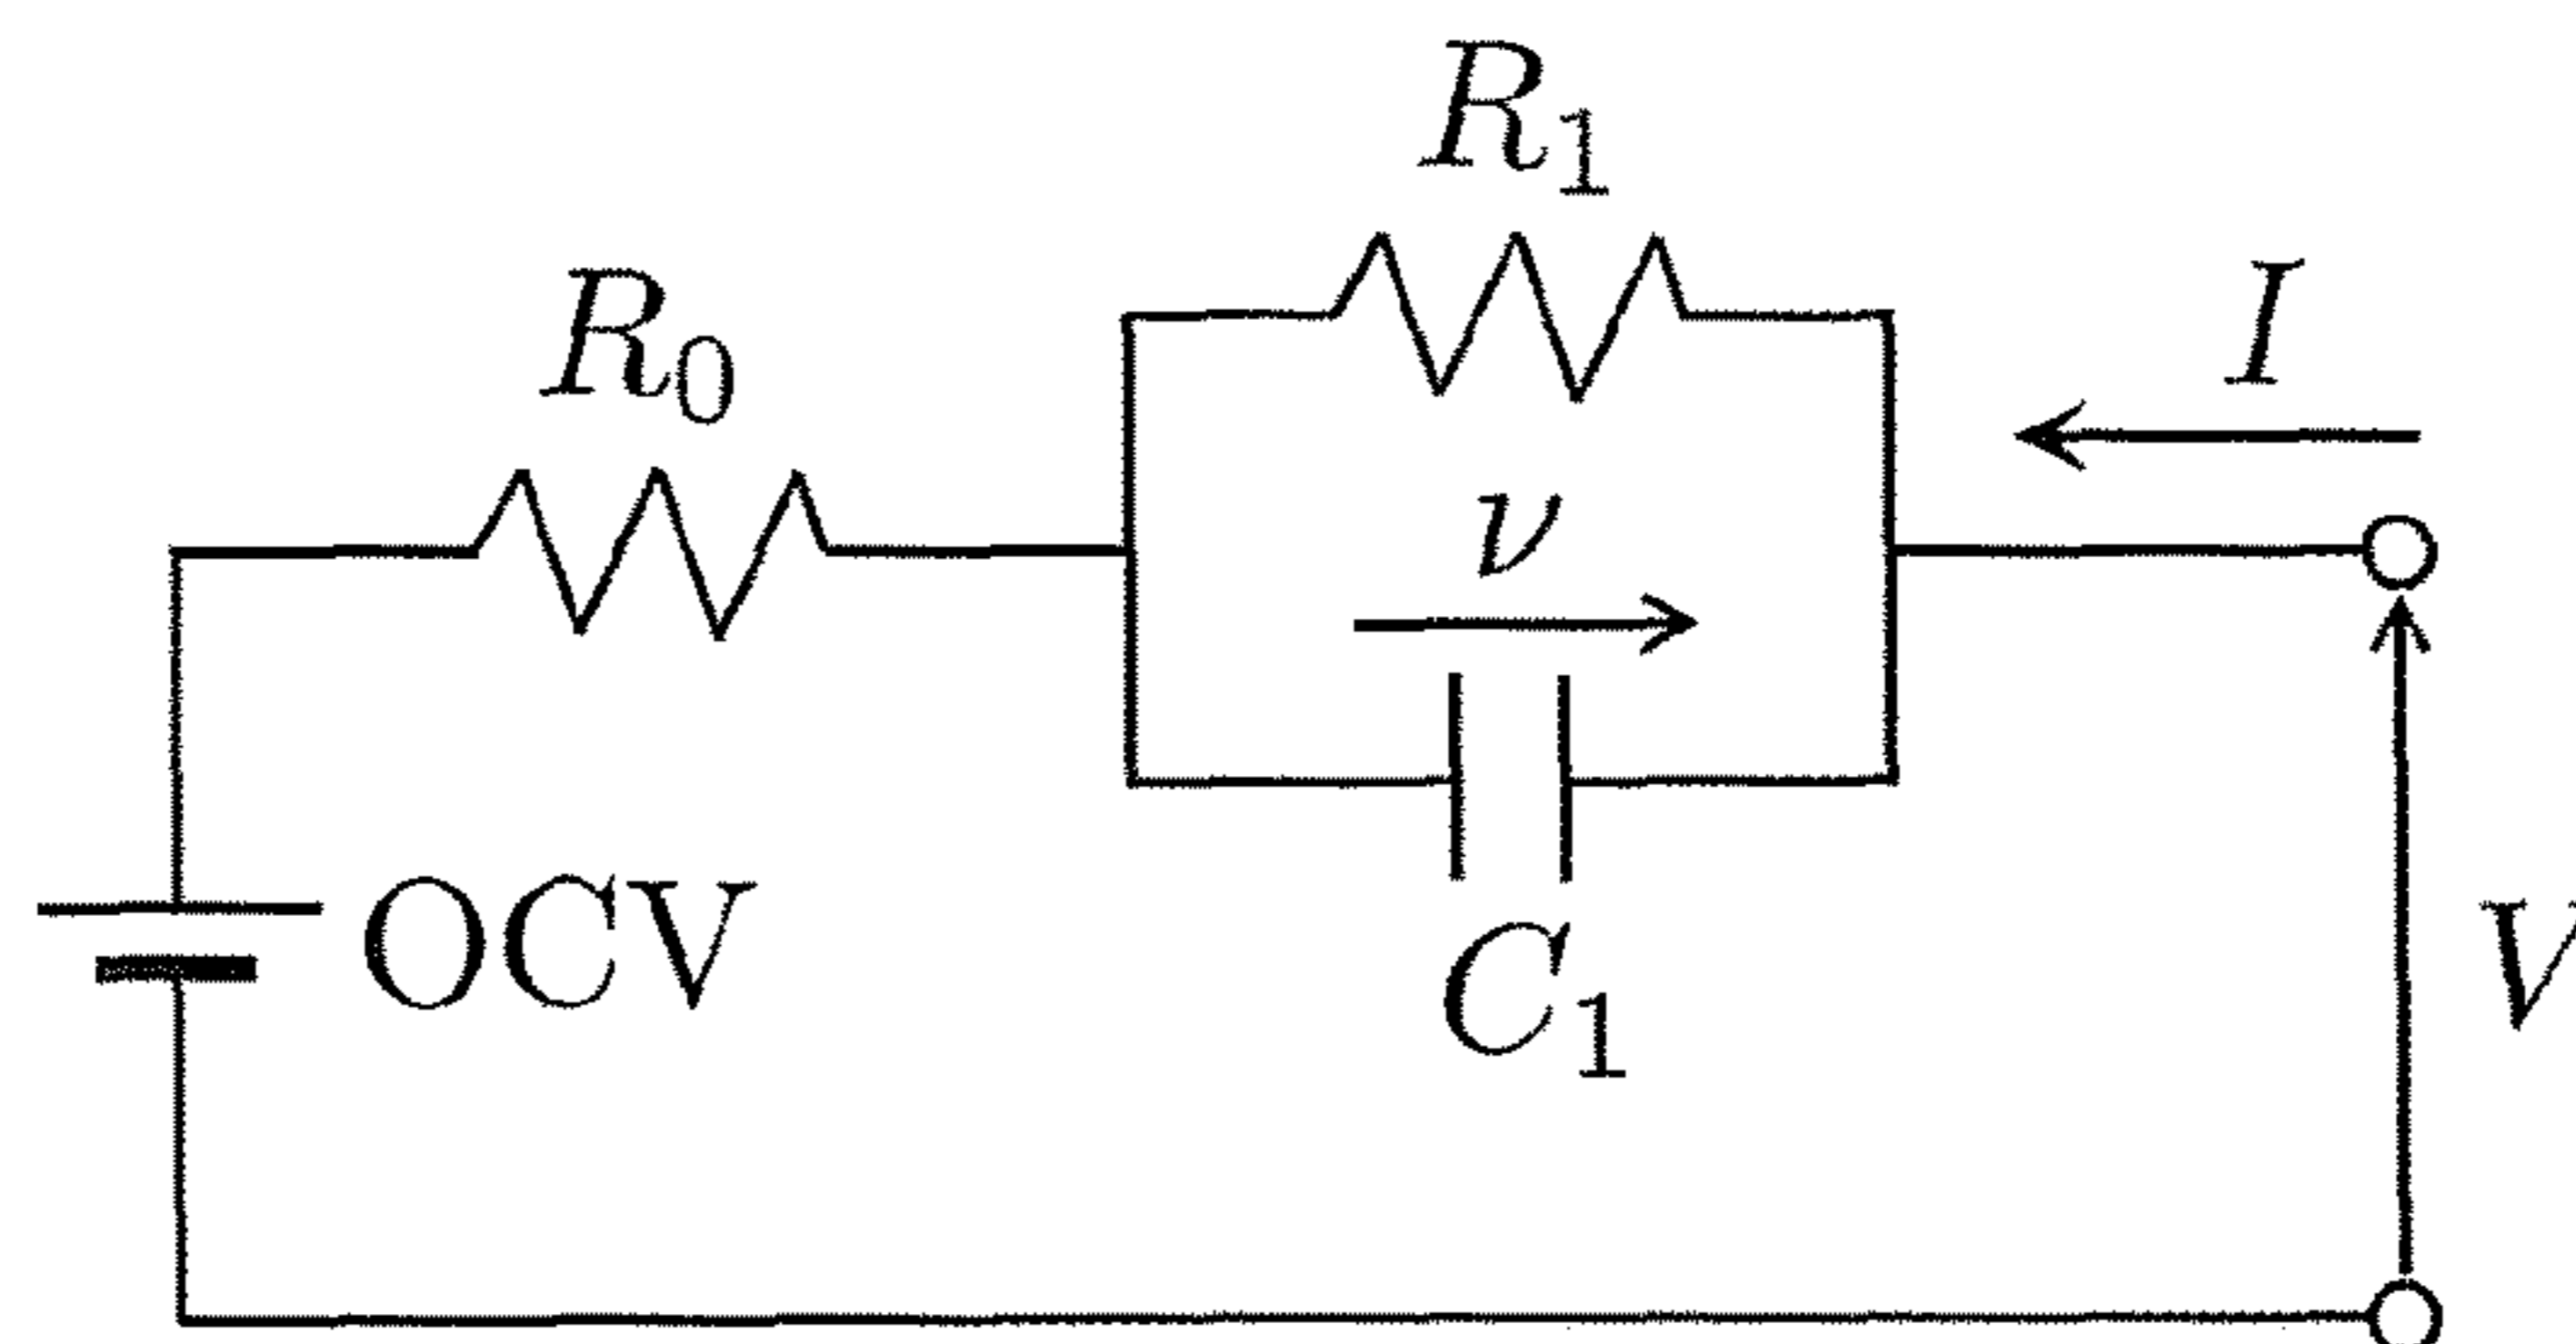 R₁
R₀
I
ν
OCV
V
C₁